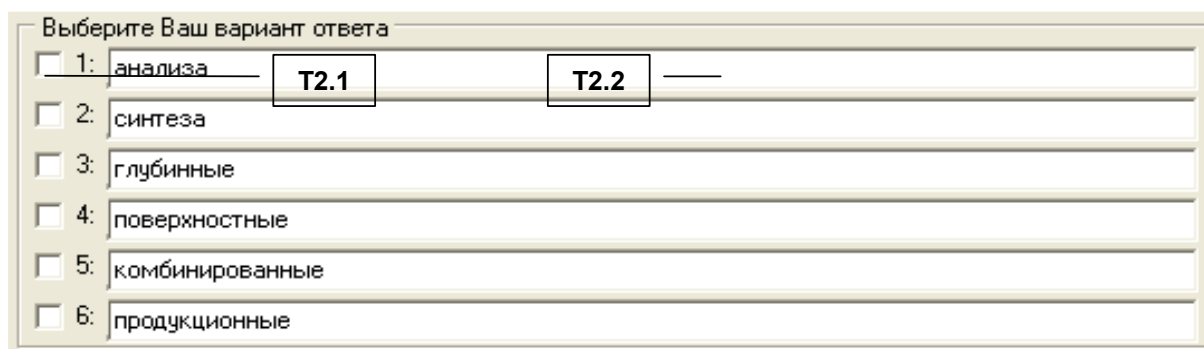 Выберите Ваш вариант ответа
1: анализа T2.1 T2.2
2: синтеза
3: глубинные
4: поверхностные
5: комбинированные
6: продукционные